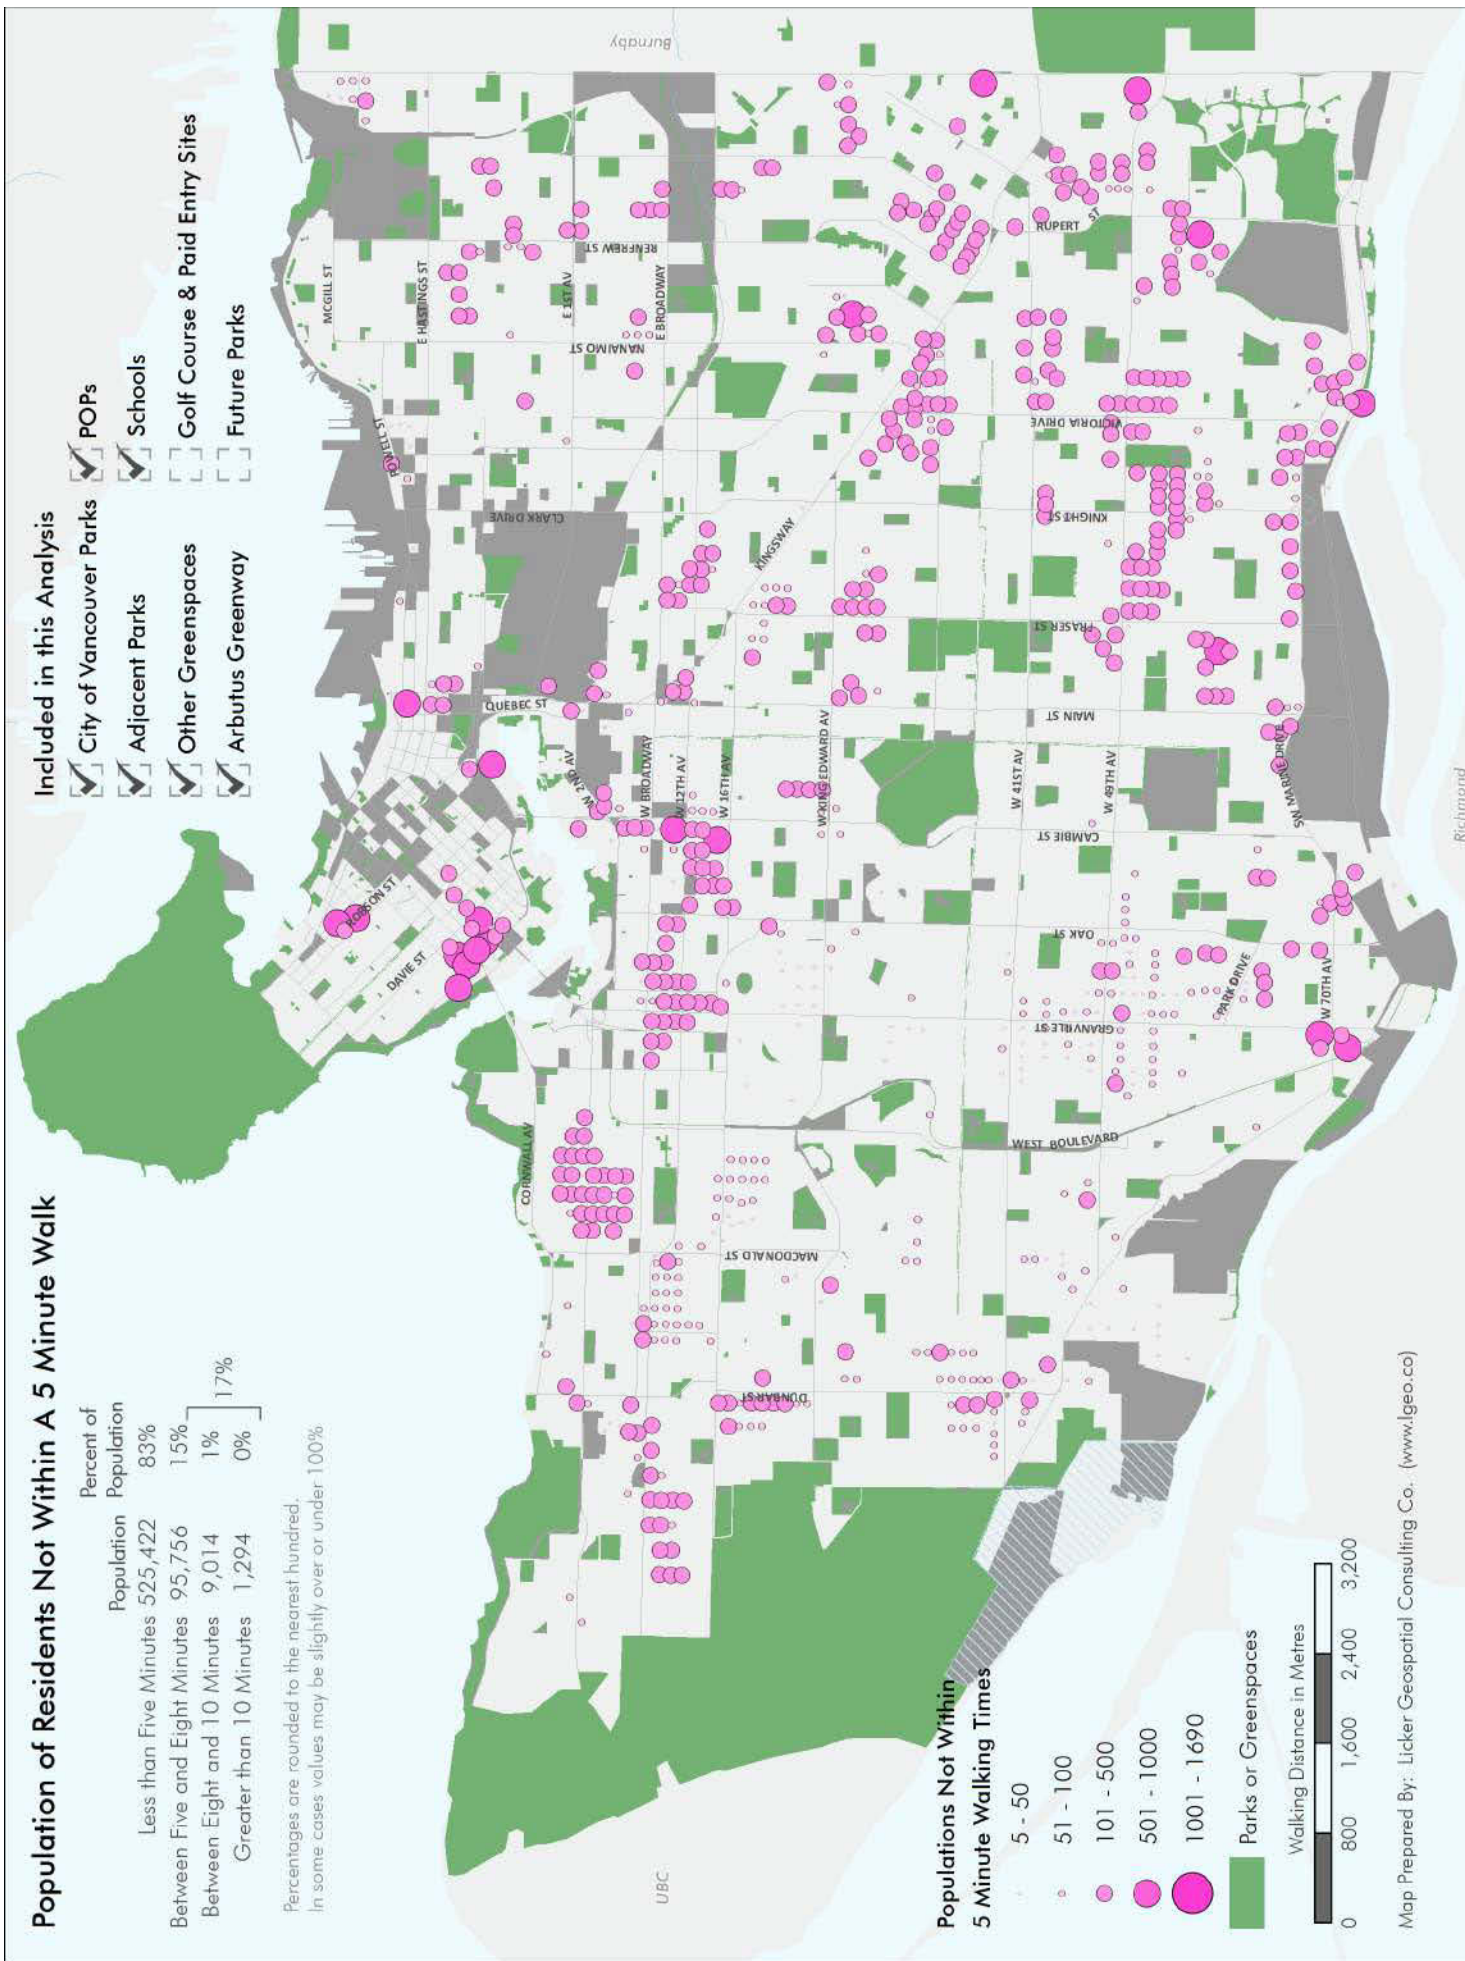 Population of Residents Not Within A 5 Minute Walk
Population
Percent of
Population
Less than Five Minutes 525,422 83%
Between Five and Eight Minutes 95,756 15%
Between Eight and 10 Minutes 9,014 1%
Greater than 10 Minutes 1,294 0%
17%
Percentages are rounded to the nearest hundred.
In some cases values may be slightly over or under 100%
Included in this Analysis
City of Vancouver Parks
POPs
Adjacent Parks
Schools
Other Greenspaces
Golf Course & Paid Entry Sites
Arbutus Greenway
Future Parks
Burnaby
MCGILL ST
E HASTINGS ST
POWELL ST
RENFREW ST
E 1ST AV
E BROADWAY
NANAIMO ST
CLARK DRIVE
QUEBEC ST
ROBSON ST
DAVIE ST
W 2ND AV
W BROADWAY
W 12TH AV
W 16TH AV
CORNWALL AV
KINGSWAY
W KING EDWARD AV
RUPERT ST
VICTORIA DRIVE
KNIGHT ST
FRASER ST
MAIN ST
W 41ST AV
W 49TH AV
CAMBIE ST
SW MARINE DRIVE
OAK ST
PARK DRIVE
W 70TH AV
GRANVILLE ST
WEST BOULEVARD
MACDONALD ST
DUNBAR ST
Richmond
UBC
Populations Not Within
5 Minute Walking Times
5 - 50
51 - 100
101 - 500
501 - 1000
1001 - 1690
Parks or Greenspaces
Walking Distance in Metres
0 800 1,600 2,400 3,200
Map Prepared By: Licker Geospatial Consulting Co. (www.lgeo.co)